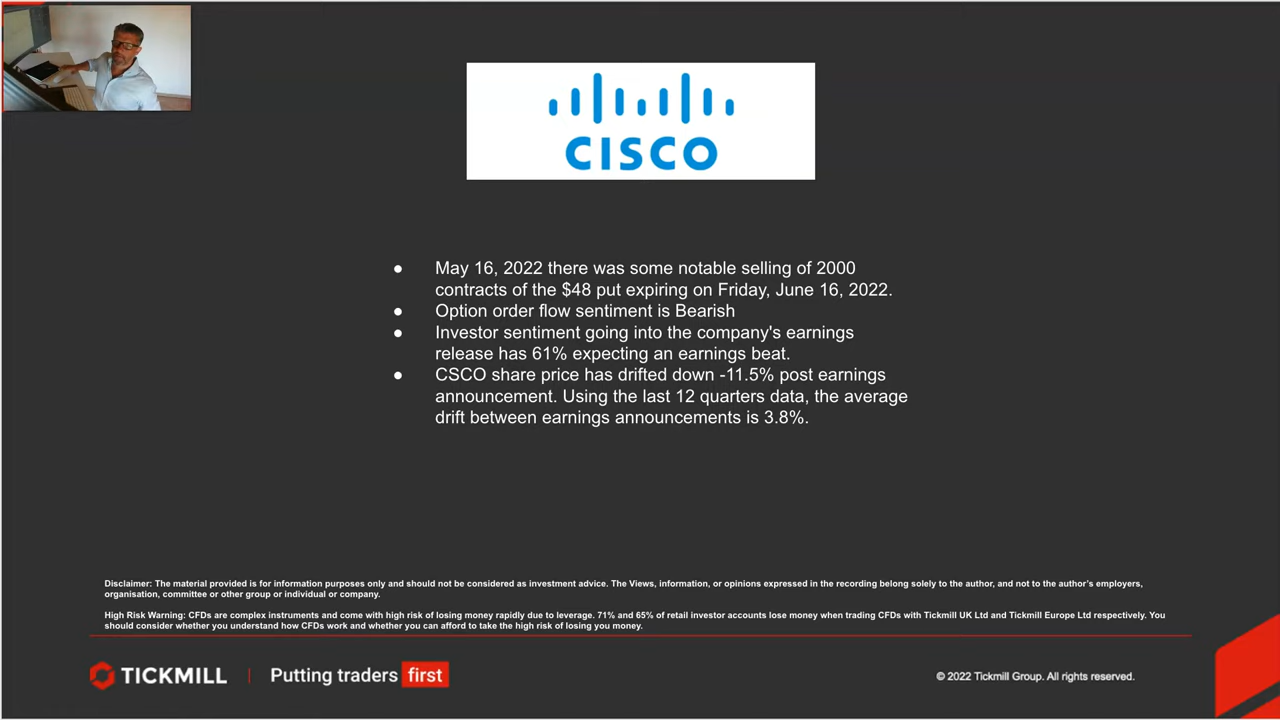 CISCO
● May 16, 2022 there was some notable selling of 2000
contracts of the $48 put expiring on Friday, June 16, 2022.
● Option order flow sentiment is Bearish
● Investor sentiment going into the company's earnings
release has 61% expecting an earnings beat.
● CSCO share price has drifted down -11.5% post earnings
announcement. Using the last 12 quarters data, the average
drift between earnings announcements is 3.8%.
Disclaimer: The material provided is for information purposes only and should not be considered as investment advice. The Views, information, or opinions expressed in the recording belong solely to the author, and not to the author's employers,
organisation, committee or other group or individual or company.
High Risk Warning: CFDs are complex instruments and come with high risk of losing money rapidly due to leverage. 71% and 65% of retail investor accounts lose money when trading CFDs with Tickmill UK Ltd and Tickmill Europe Ltd respectively. You
should consider whether you understand how CFDs work and whether you can afford to take the high risk of losing you money.
TICKMILL | Putting traders first © 2022 Tickmill Group. All rights reserved.